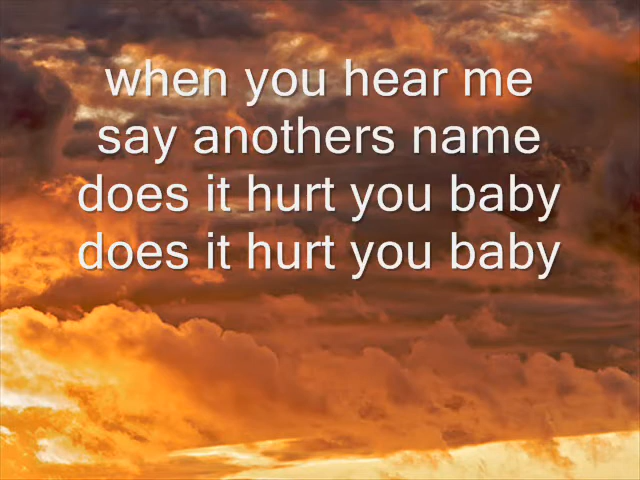 when you hear me
say anothers name
does it hurt you baby
does it hurt you baby